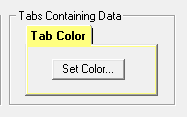 Tabs Containing Data
Tab Color
Set Color...